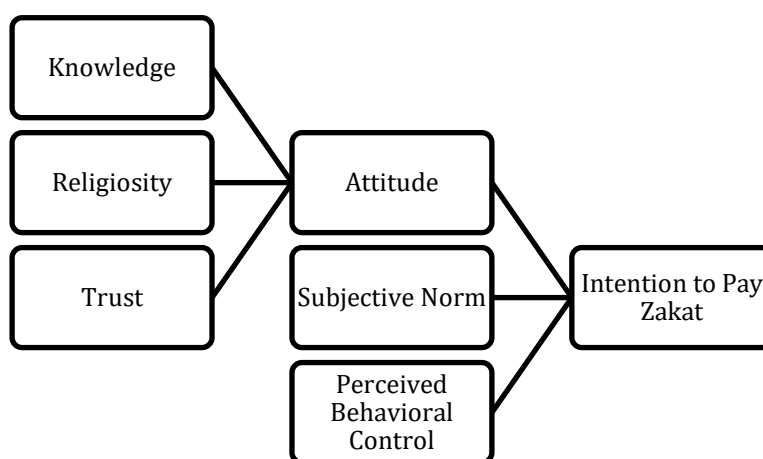 Knowledge
Religiosity
Trust
Attitude
Subjective Norm
Perceived
Behavioral
Control
Intention to Pay
Zakat